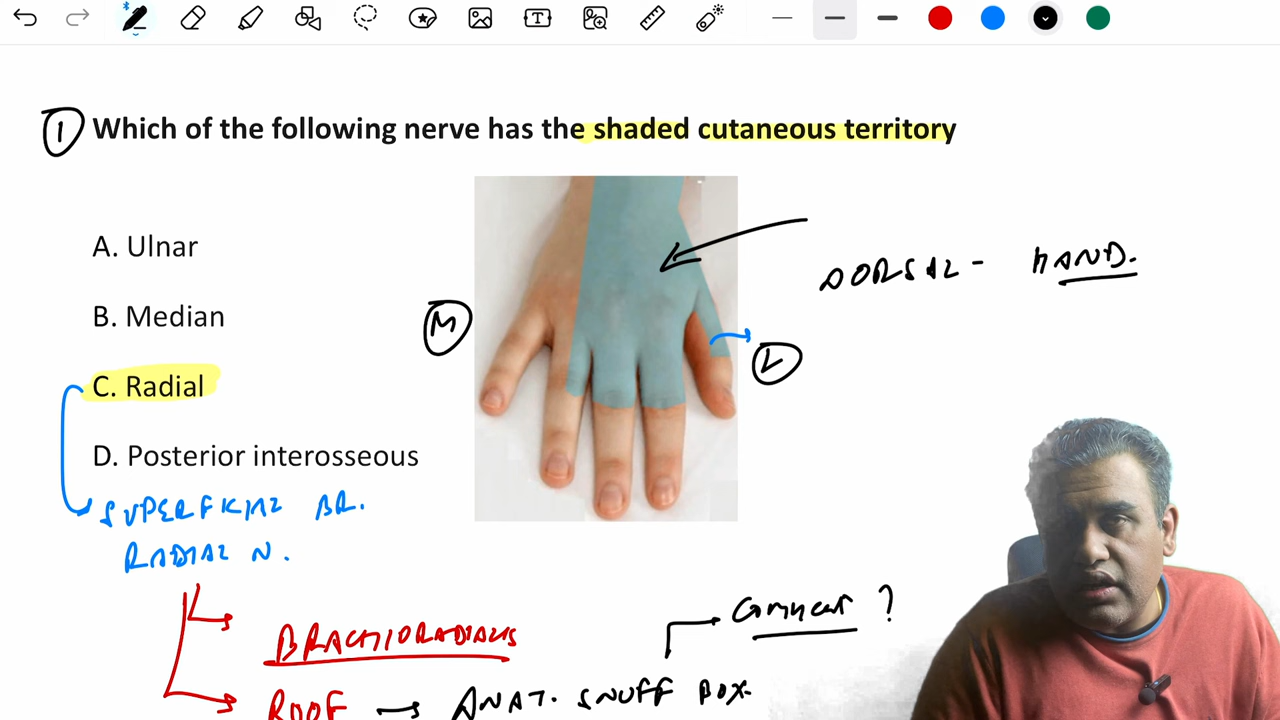 1 Which of the following nerve has the shaded cutaneous territory
A. Ulnar
B. Median
C. Radial
D. Posterior interosseous
M
L
DORSAL - HAND.
SUPERFICIAL BR.
RADIAL N.
BRACHIORADIALIS
ROOF → ANAT. SNUFF BOX.
?